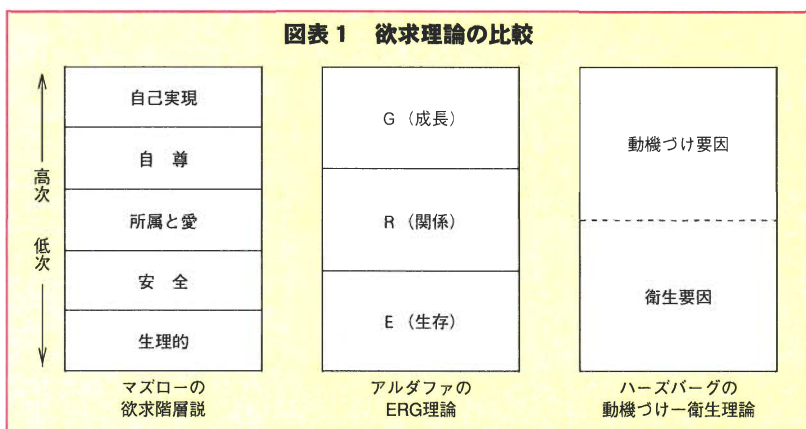 図表1 欲求理論の比較
高次
低次
自己実現
自 尊
所属と愛
安 全
生理的
マズローの
欲求階層説
G（成長）
R（関係）
E（生存）
アルダファの
ERG理論
動機づけ要因
衛生要因
ハーズバーグの
動機づけー衛生理論